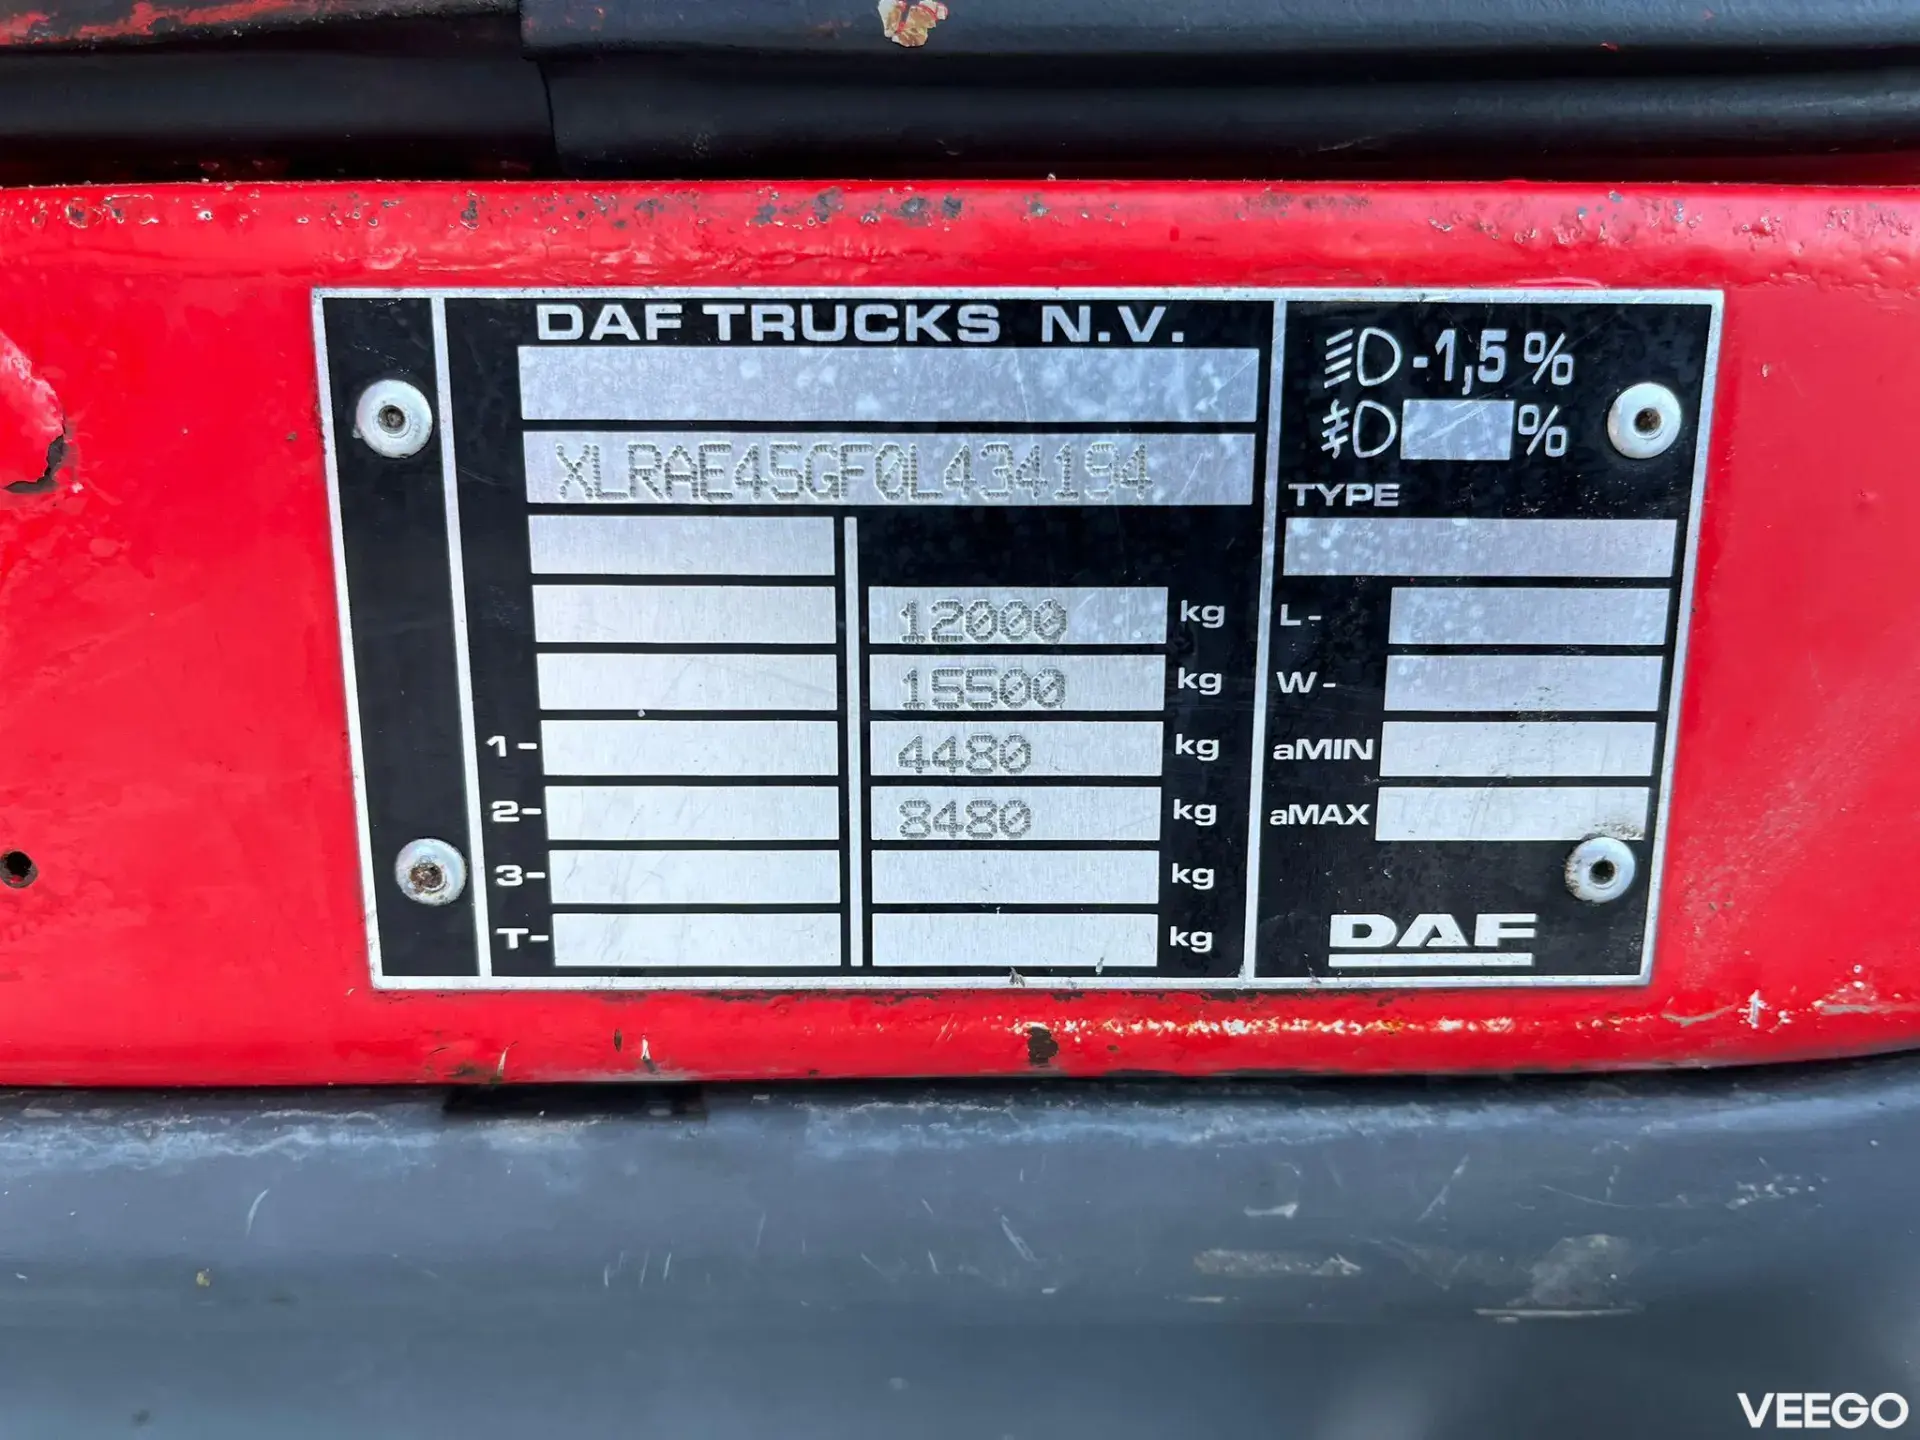 DAF TRUCKS N.V.
XLRAE45GF0L434194
12000 kg
15500 kg
1- 4480 kg
2- 8480 kg
3- kg
T- kg
-1,5 %
%
TYPE
L-
W-
aMIN
aMAX
DAF
VEEGO